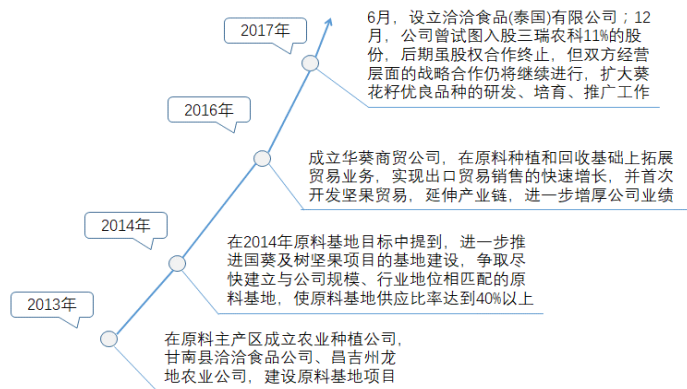 2017年
6月，设立洽洽食品(泰国)有限公司；12
月，公司曾试图入股三瑞农科11%的股
份，后期虽股权合作终止，但双方经营
层面的战略合作仍将继续进行，扩大葵
花籽优良品种的研发、培育、推广工作
2016年
成立华葵商贸公司，在原料种植和回收基础上拓展
贸易业务，实现出口贸易销售的快速增长，并首次
开发坚果贸易，延伸产业链，进一步增厚公司业绩
2014年
在2014年原料基地目标中提到，进一步推
进国葵及树坚果项目的基地建设，争取尽
快建立与公司规模、行业地位相匹配的原
料基地，使原料基地供应比率达到40%以上
2013年
在原料主产区成立农业种植公司，
甘南县洽洽食品公司、昌吉州龙
地农业公司，建设原料基地项目